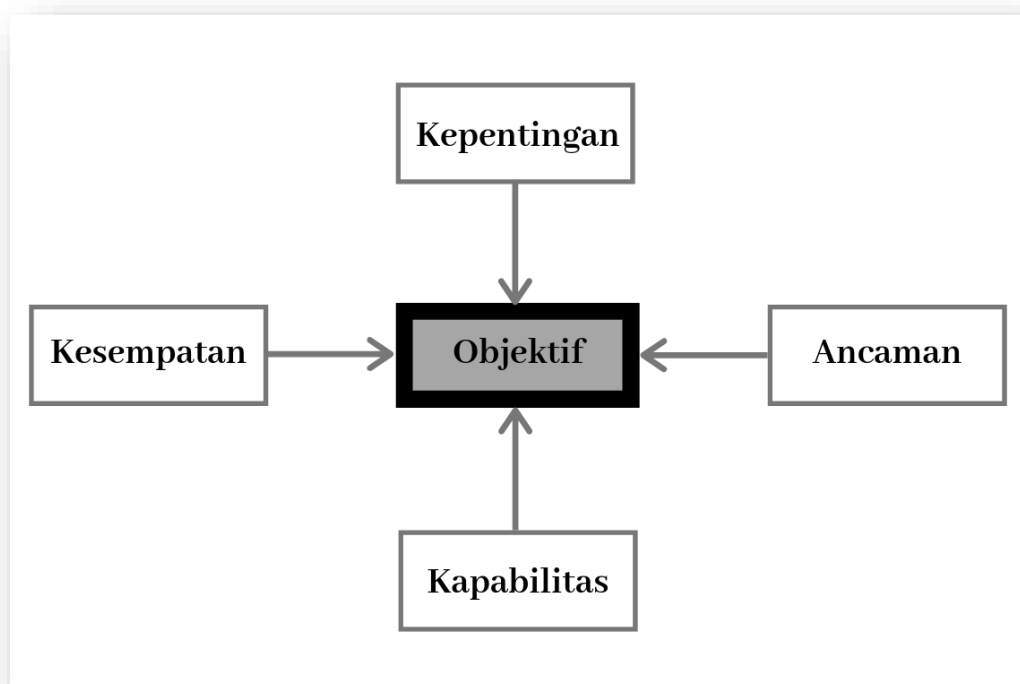 Kepentingan
Kesempatan
Objektif
Ancaman
Kapabilitas